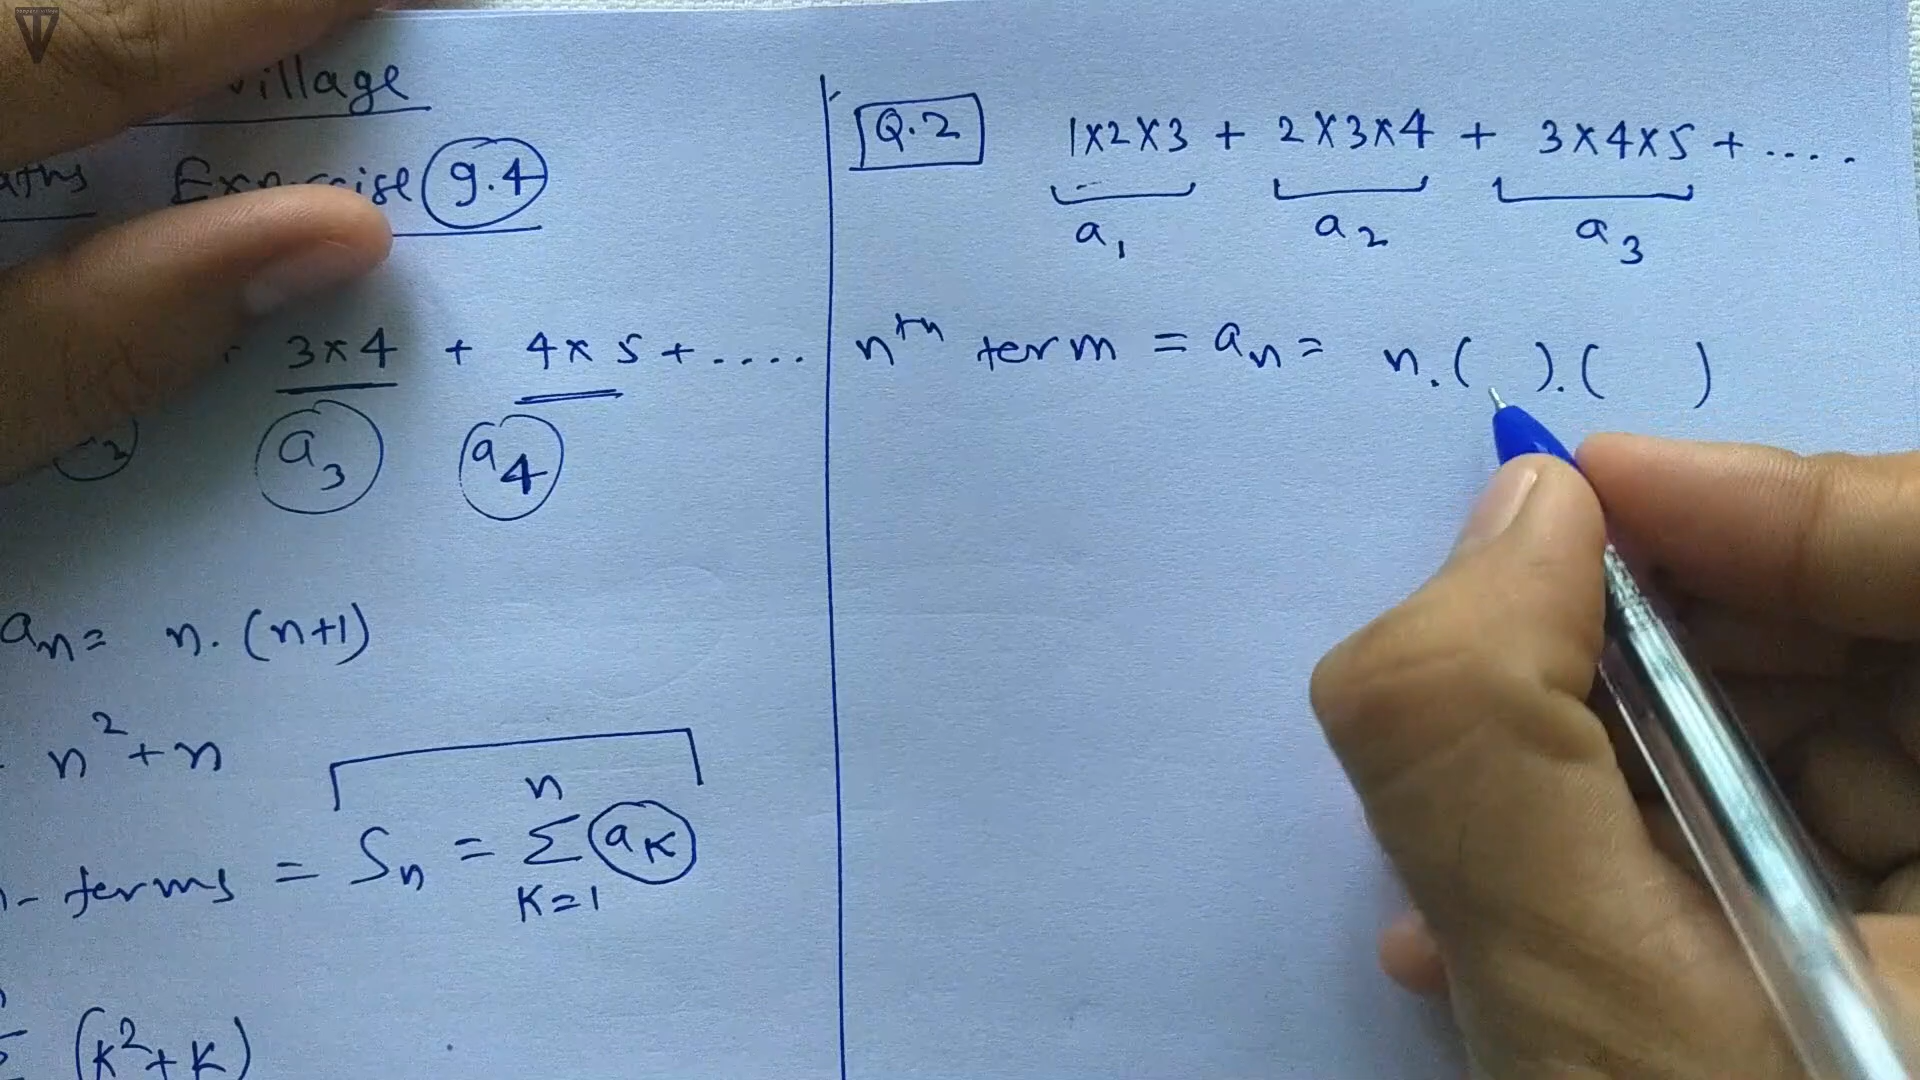 village
Exercise 9.4
3×4 + 4×5 + ....
a3 a4
an = n.(n+1)
n²+n
n
- terms = Sn = Σ aK
K=1
(K²+K)
Q.2 1×2×3 + 2×3×4 + 3×4×5 + ....
a1 a2 a3
nth term = an = n.( ).( )